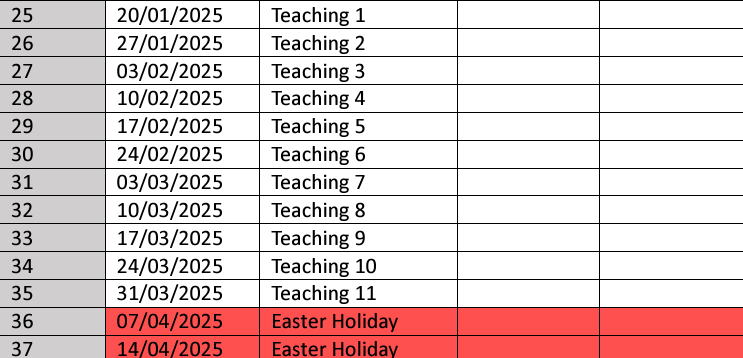 25 20/01/2025 Teaching 1
26 27/01/2025 Teaching 2
27 03/02/2025 Teaching 3
28 10/02/2025 Teaching 4
29 17/02/2025 Teaching 5
30 24/02/2025 Teaching 6
31 03/03/2025 Teaching 7
32 10/03/2025 Teaching 8
33 17/03/2025 Teaching 9
34 24/03/2025 Teaching 10
35 31/03/2025 Teaching 11
36 07/04/2025 Easter Holiday
37 14/04/2025 Easter Holiday